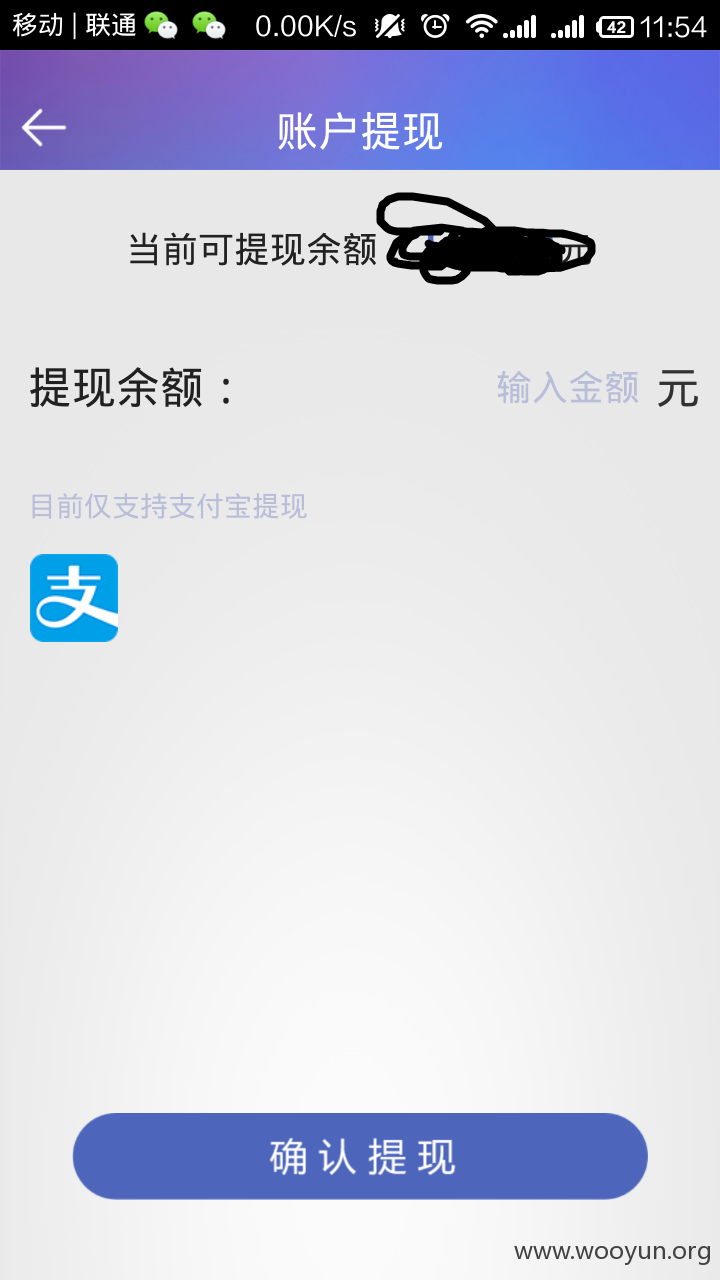 移动 | 联通 0.00K/s 42 11:54
账户提现
当前可提现余额 元
提现余额： 输入金额 元
目前仅支持支付宝提现
支
确认提现
www.wooyun.org